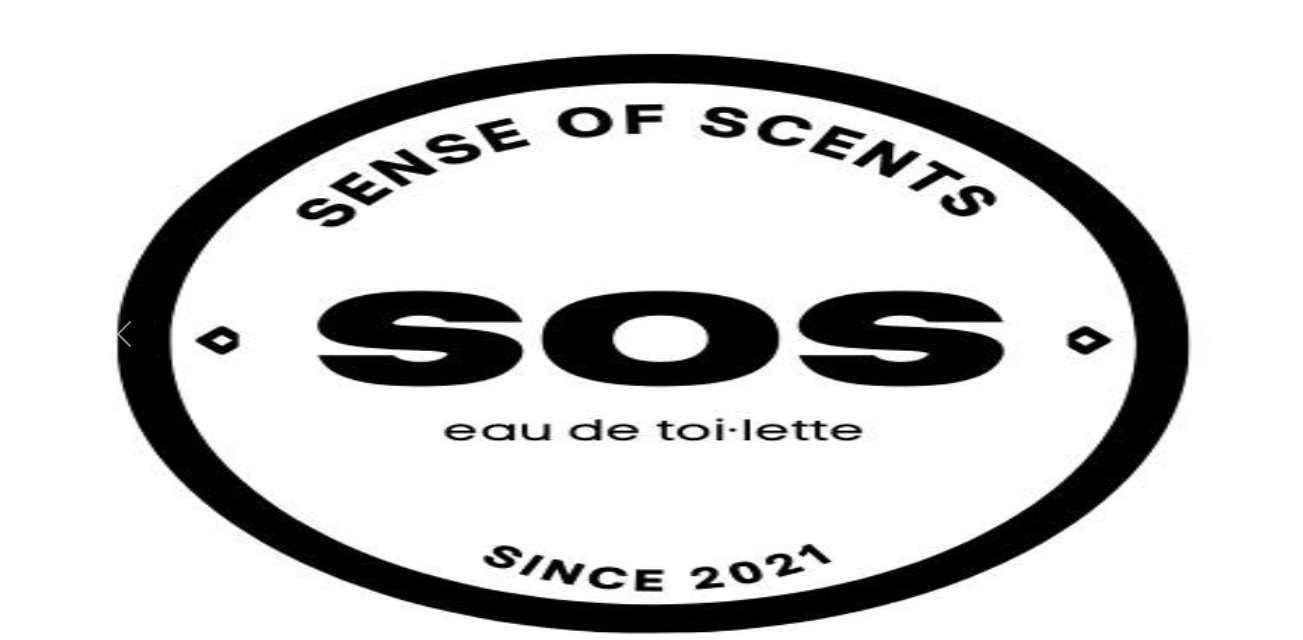 SENSE OF SCENTS
SOS
eau de toi·lette
SINCE 2021